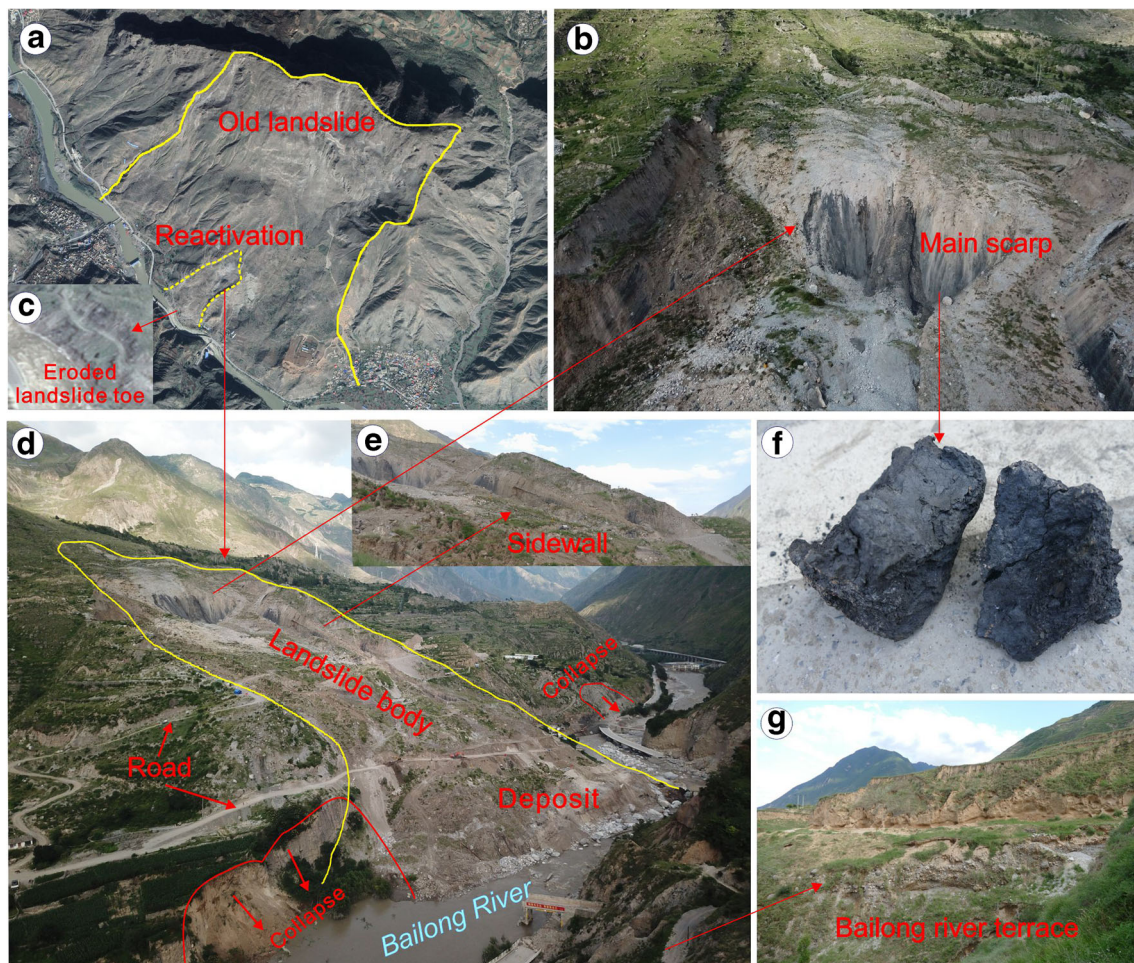 a
Old landslide
Reactivation
c
Eroded
landslide toe
b
Main scarp
d
e
Sidewall
Landslide body
Collapse
Road
Deposit
Collapse
Bailong River
f
g
Bailong river terrace